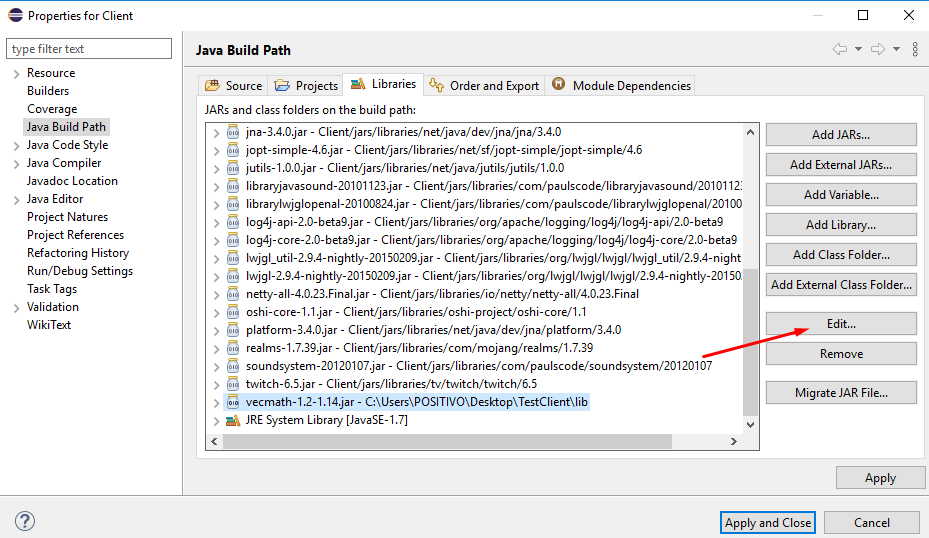 Properties for Client
type filter text
Resource
Builders
Coverage
Java Build Path
Java Code Style
Java Compiler
Javadoc Location
Java Editor
Project Natures
Project References
Refactoring History
Run/Debug Settings
Task Tags
Validation
WikiText
Java Build Path
Source
Projects
Libraries
Order and Export
Module Dependencies
JARs and class folders on the build path:
jna-3.4.0.jar - Client/jars/libraries/net/java/dev/jna/jna/3.4.0
jopt-simple-4.6.jar - Client/jars/libraries/net/sf/jopt-simple/jopt-simple/4.6
jutils-1.0.0.jar - Client/jars/libraries/net/java/jutils/jutils/1.0.0
libraryjavasound-20101123.jar - Client/jars/libraries/com/paulscode/libraryjavasound/20101123
librarylwjglopenal-20100824.jar - Client/jars/libraries/com/paulscode/librarylwjglopenal/20100
log4j-api-2.0-beta9.jar - Client/jars/libraries/org/apache/logging/log4j/log4j-api/2.0-beta9
log4j-core-2.0-beta9.jar - Client/jars/libraries/org/apache/logging/log4j/log4j-core/2.0-beta9
lwjgl_util-2.9.4-nightly-20150209.jar - Client/jars/libraries/org/lwjgl/lwjgl/lwjgl_util/2.9.4-night
lwjgl-2.9.4-nightly-20150209.jar - Client/jars/libraries/org/lwjgl/lwjgl/lwjgl/2.9.4-nightly-20150
netty-all-4.0.23.Final.jar - Client/jars/libraries/io/netty/netty-all/4.0.23.Final
oshi-core-1.1.jar - Client/jars/libraries/oshi-project/oshi-core/1.1
platform-3.4.0.jar - Client/jars/libraries/net/java/dev/jna/platform/3.4.0
realms-1.7.39.jar - Client/jars/libraries/com/mojang/realms/1.7.39
soundsystem-20120107.jar - Client/jars/libraries/com/paulscode/soundsystem/20120107
twitch-6.5.jar - Client/jars/libraries/tv/twitch/twitch/6.5
vecmath-1.2-1.14.jar - C:\Users\POSITIVO\Desktop\TestClient\lib
JRE System Library [JavaSE-1.7]
Add JARs...
Add External JARs...
Add Variable...
Add Library...
Add Class Folder...
Add External Class Folder...
Edit...
Remove
Migrate JAR File...
Apply
Apply and Close
Cancel